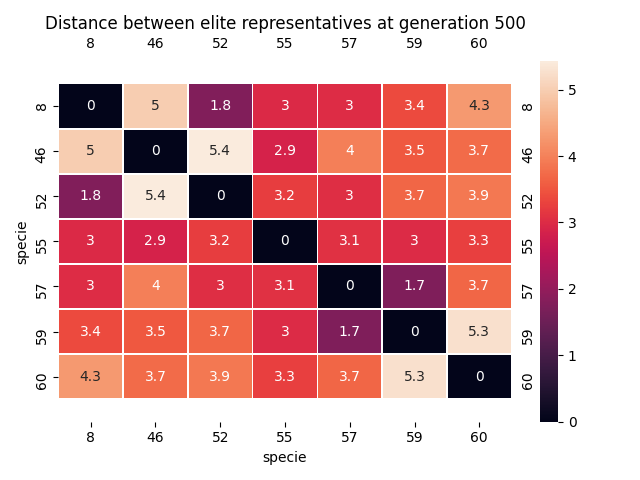 Distance between elite representatives at generation 500
8 46 52 55 57 59 60
8 0 5 1.8 3 3 3.4 4.3 8
46 5 0 5.4 2.9 4 3.5 3.7 46
52 1.8 5.4 0 3.2 3 3.7 3.9 52
55 3 2.9 3.2 0 3.1 3 3.3 55
57 3 4 3 3.1 0 1.7 3.7 57
59 3.4 3.5 3.7 3 1.7 0 5.3 59
60 4.3 3.7 3.9 3.3 3.7 5.3 0 60
8 46 52 55 57 59 60
specie
specie
5
4
3
2
1
0